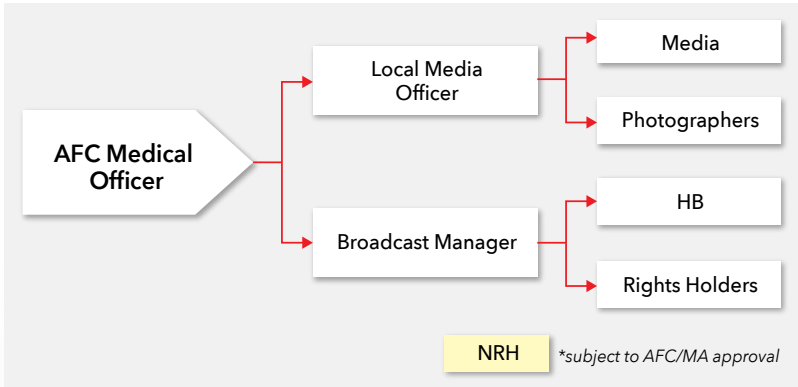 AFC Medical
Officer
Local Media
Officer
Media
Photographers
Broadcast Manager
HB
Rights Holders
NRH
*subject to AFC/MA approval